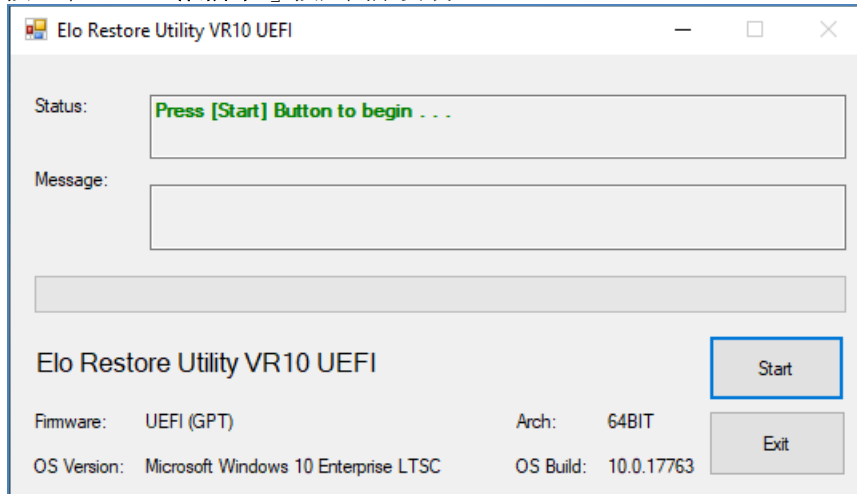 Elo Restore Utility VR10 UEFI
Status:
Press [Start] Button to begin . . .
Message:
Elo Restore Utility VR10 UEFI
Start
Firmware: UEFI (GPT) Arch: 64BIT
Exit
OS Version: Microsoft Windows 10 Enterprise LTSC OS Build: 10.0.17763